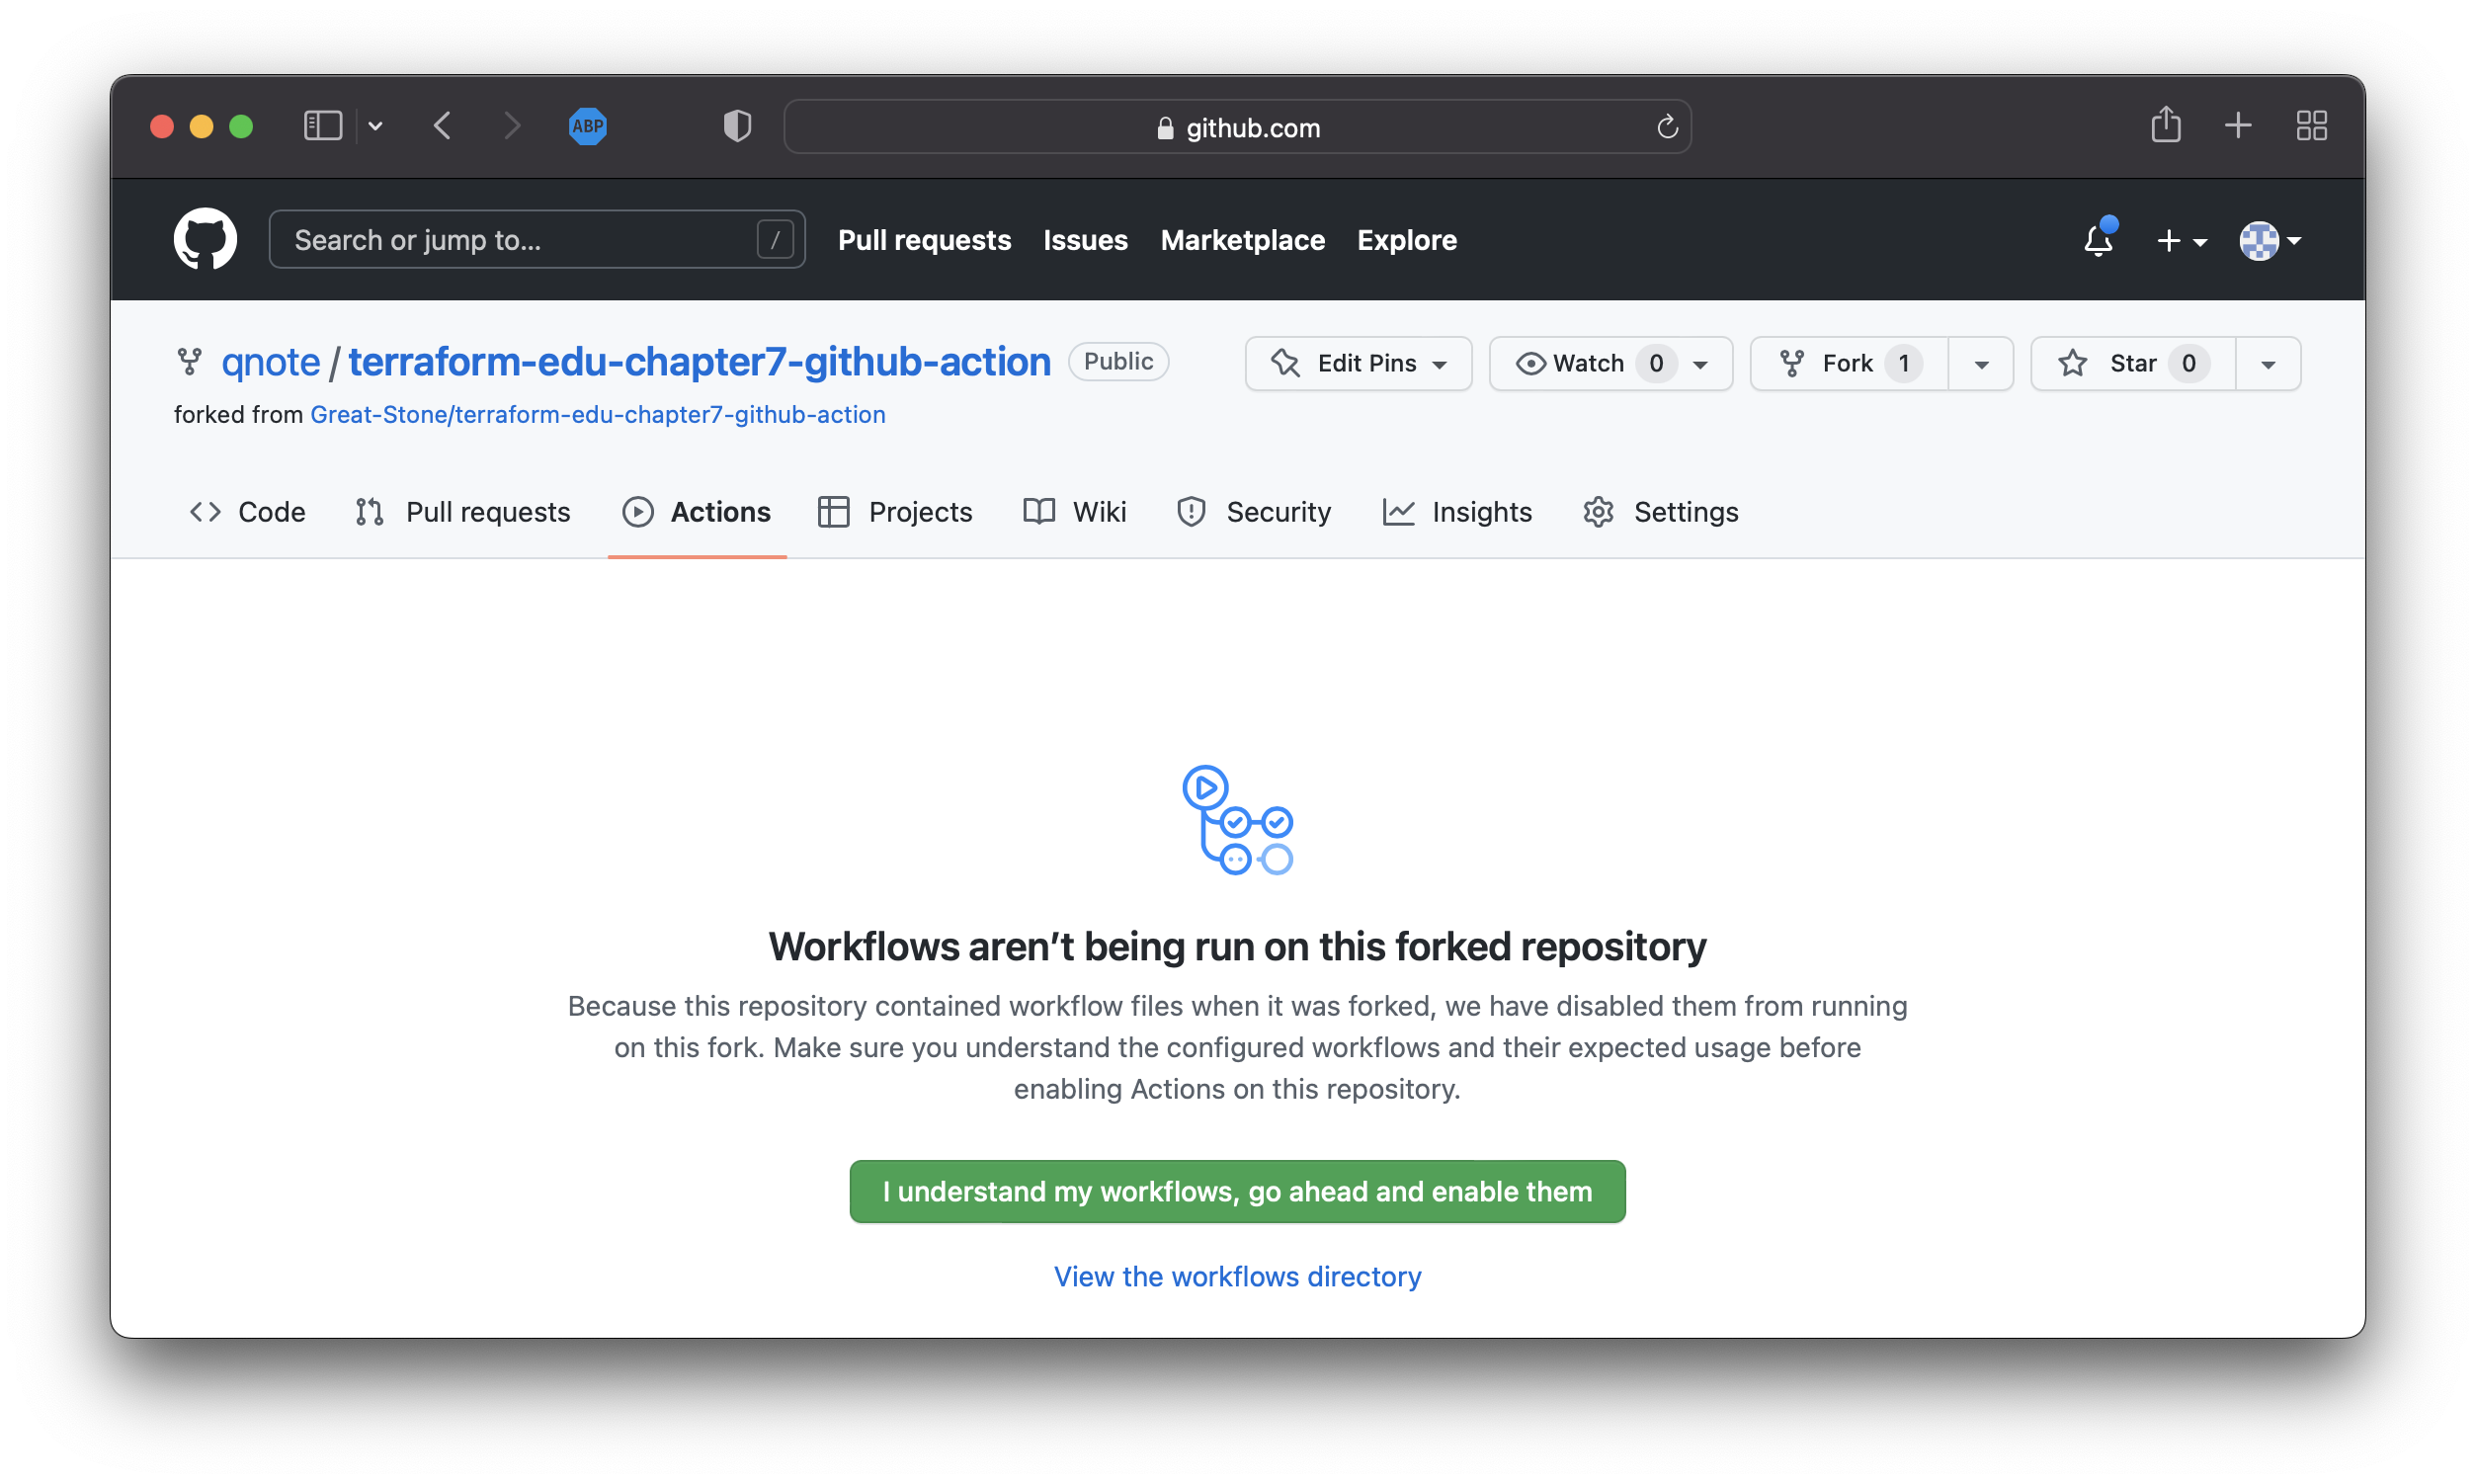 ABP
github.com
Search or jump to... /
Pull requests Issues Marketplace Explore
qnote / terraform-edu-chapter7-github-action Public
Edit Pins Watch 0 Fork 1 Star 0
forked from Great-Stone/terraform-edu-chapter7-github-action
Code Pull requests Actions Projects Wiki Security Insights Settings
Workflows aren’t being run on this forked repository
Because this repository contained workflow files when it was forked, we have disabled them from running
on this fork. Make sure you understand the configured workflows and their expected usage before
enabling Actions on this repository.
I understand my workflows, go ahead and enable them
View the workflows directory